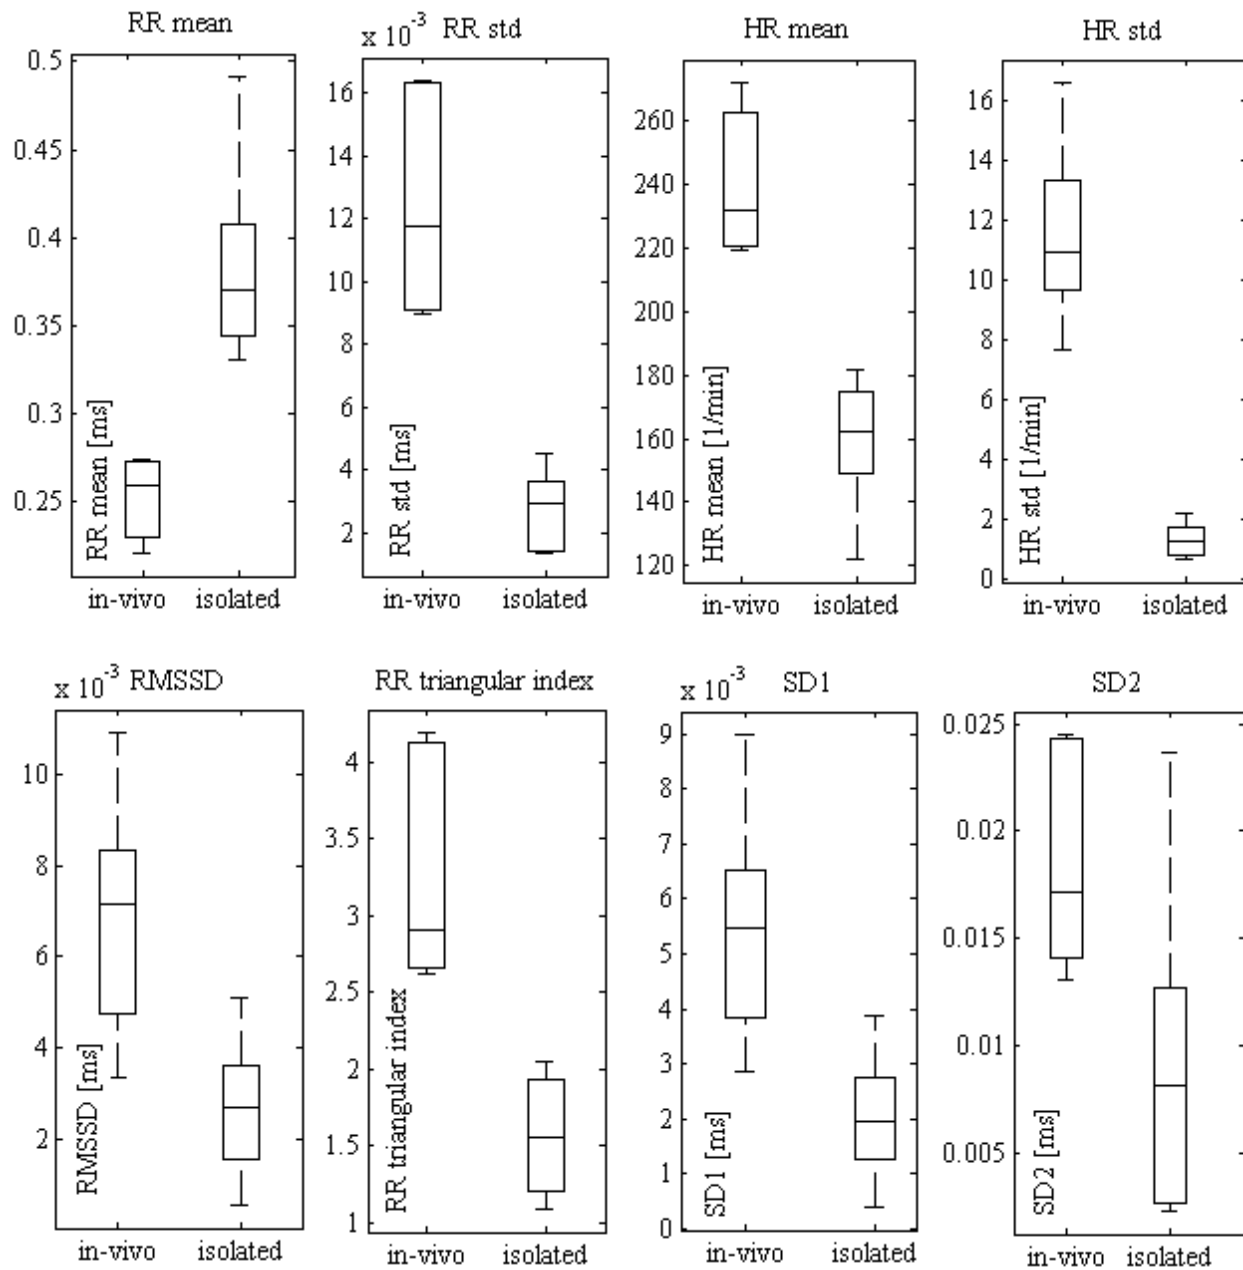 RR mean
0.5
0.45
0.4
0.35
0.3
0.25
RR mean [ms]
in-vivo isolated
x 10-3 RR std
16
14
12
10
8
6
4
2
RR std [ms]
in-vivo isolated
HR mean
260
240
220
200
180
160
140
120
HR mean [1/min]
in-vivo isolated
HR std
16
14
12
10
8
6
4
2
0
HR std [1/min]
in-vivo isolated
x 10-3 RMSSD
10
8
6
4
2
RMSSD [ms]
in-vivo isolated
RR triangular index
4
3.5
3
2.5
2
1.5
1
RR triangular index
in-vivo isolated
x 10-3 SD1
9
8
7
6
5
4
3
2
1
0
SD1 [ms]
in-vivo isolated
SD2
0.025
0.02
0.015
0.01
0.005
SD2 [ms]
in-vivo isolated